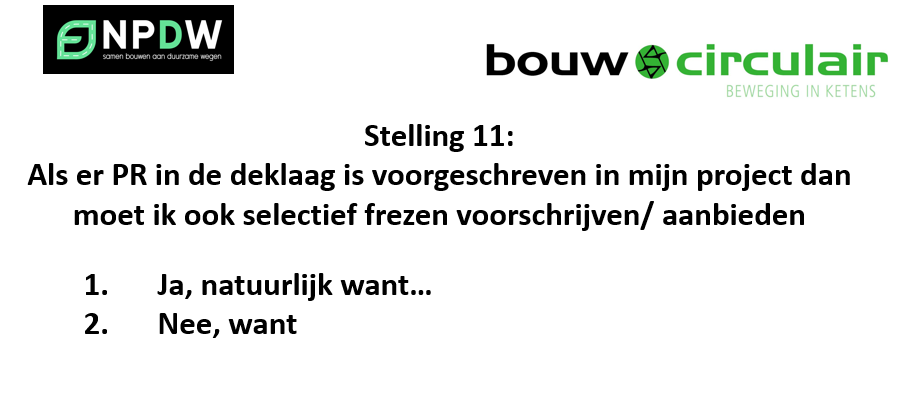 NPDW
samen bouwen aan duurzame wegen
bouw circulair
BEWEGING IN KETENS
Stelling 11:
Als er PR in de deklaag is voorgeschreven in mijn project dan
moet ik ook selectief frezen voorschrijven/ aanbieden
1. Ja, natuurlijk want...
2. Nee, want